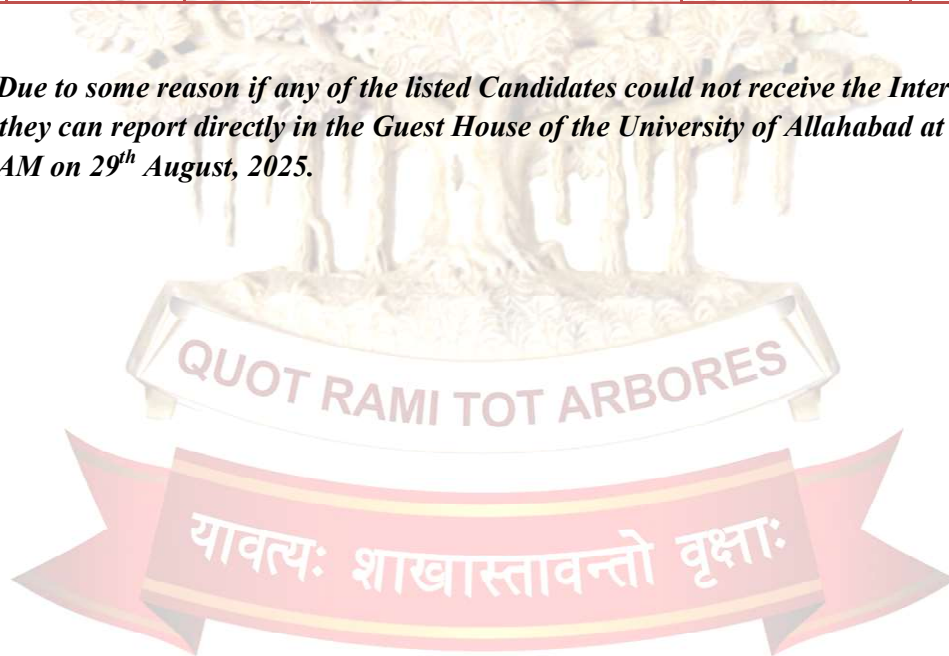 Due to some reason if any of the listed Candidates could not receive the Inter
they can report directly in the Guest House of the University of Allahabad at
AM on 29th August, 2025.
QUOT RAMI TOT ARBORES
यावत्यः शाखास्तावन्तो वृक्षाः